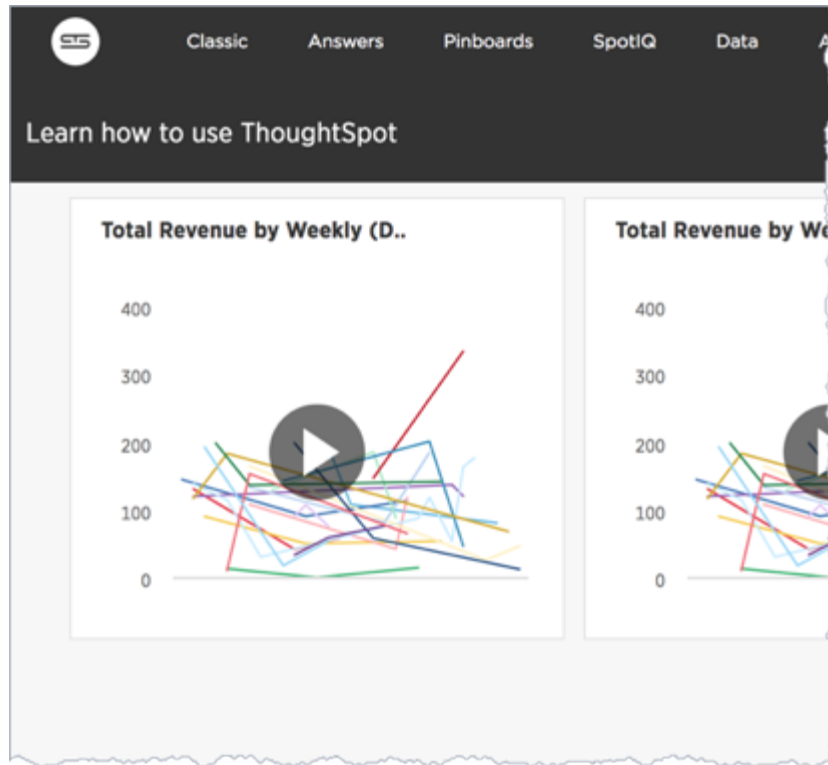 Classic Answers Pinboards SpotIQ Data
Learn how to use ThoughtSpot
Total Revenue by Weekly (D..
400
300
200
100
0
Total Revenue by We
400
300
200
100
0